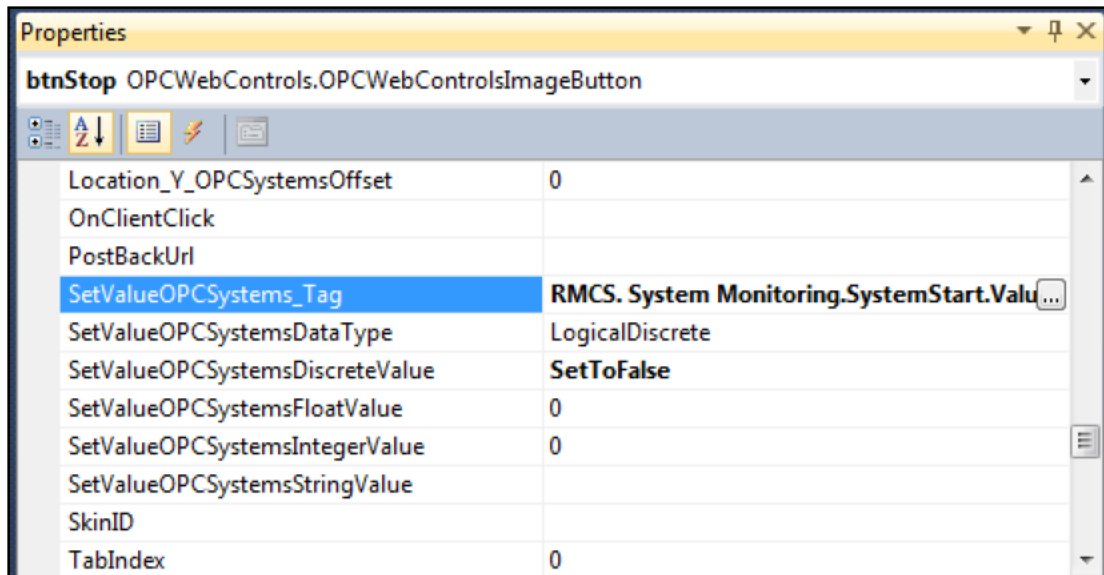 Properties
btnStop OPCWebControls.OPCWebControlsImageButton
Location_Y_OPCSystemsOffset 0
OnClientClick
PostBackUrl
SetValueOPCSystems_Tag RMCS. System Monitoring.SystemStart.Valu ...
SetValueOPCSystemsDataType LogicalDiscrete
SetValueOPCSystemsDiscreteValue SetToFalse
SetValueOPCSystemsFloatValue 0
SetValueOPCSystemsIntegerValue 0
SetValueOPCSystemsStringValue
SkinID
TabIndex 0